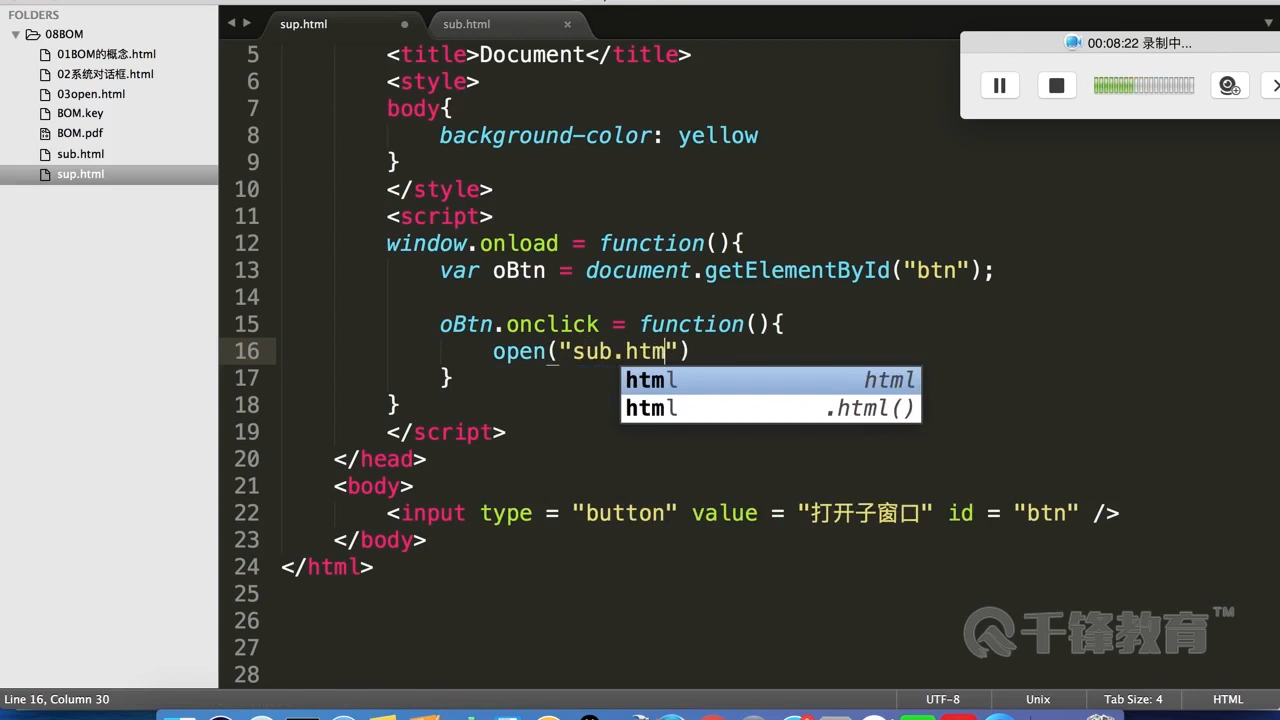 FOLDERS
08BOM
01BOM的概念.html
02系统对话框.html
03open.html
BOM.key
BOM.pdf
sub.html
sup.html
sup.html
sub.html
00:08:22 录制中...
5 <title>Document</title>
6 <style>
7 body{
8 background-color: yellow
9 }
10 </style>
11 <script>
12 window.onload = function(){
13 var oBtn = document.getElementById("btn");
14
15 oBtn.onclick = function(){
16 open("sub.htm")
html html
html .html()
17 }
18 }
19 </script>
20 </head>
21 <body>
22 <input type = "button" value = "打开子窗口" id = "btn" />
23 </body>
24 </html>
25
26
27
28
千锋教育™
Line 16, Column 30
UTF-8
Unix
Tab Size: 4
HTML